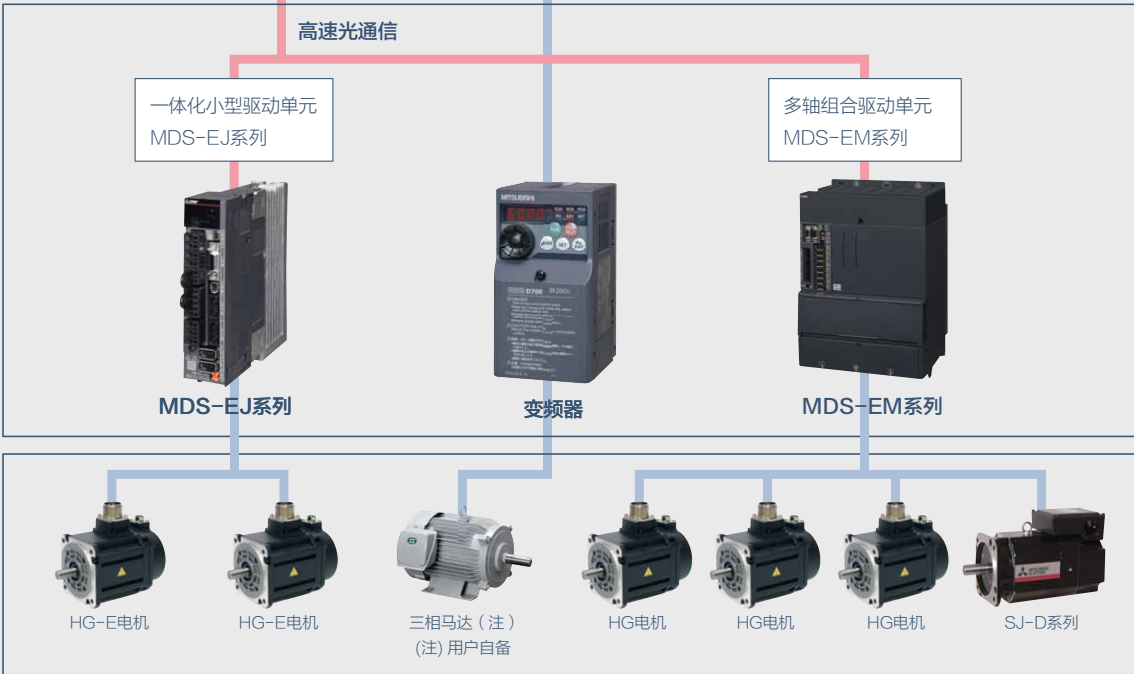 高速光通信
一体化小型驱动单元
MDS-EJ系列
多轴组合驱动单元
MDS-EM系列
MITSUBISHI
6000
D700
MDS-EJ系列
变频器
MDS-EM系列
HG-E电机
HG-E电机
三相马达（注）
(注) 用户自备
HG电机
HG电机
HG电机
SJ-D系列